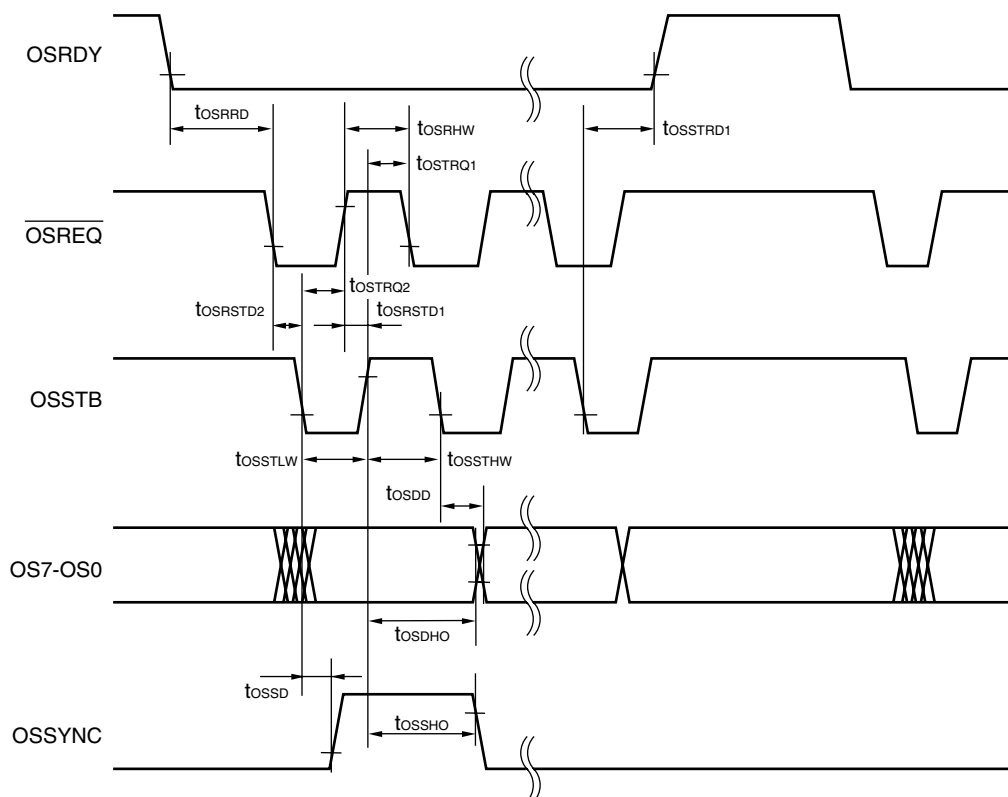 OSRDY
tOSRRD
tOSRHW
tOSSTRD1
tOSTRQ1
OSREQ
tOSTRQ2
tOSRSTD2
tOSRSTD1
OSSTB
tOSSTLW
tOSSTHW
tOSDD
OS7-OS0
tOSDHO
tOSSD
OSSYNC
tOSSHO